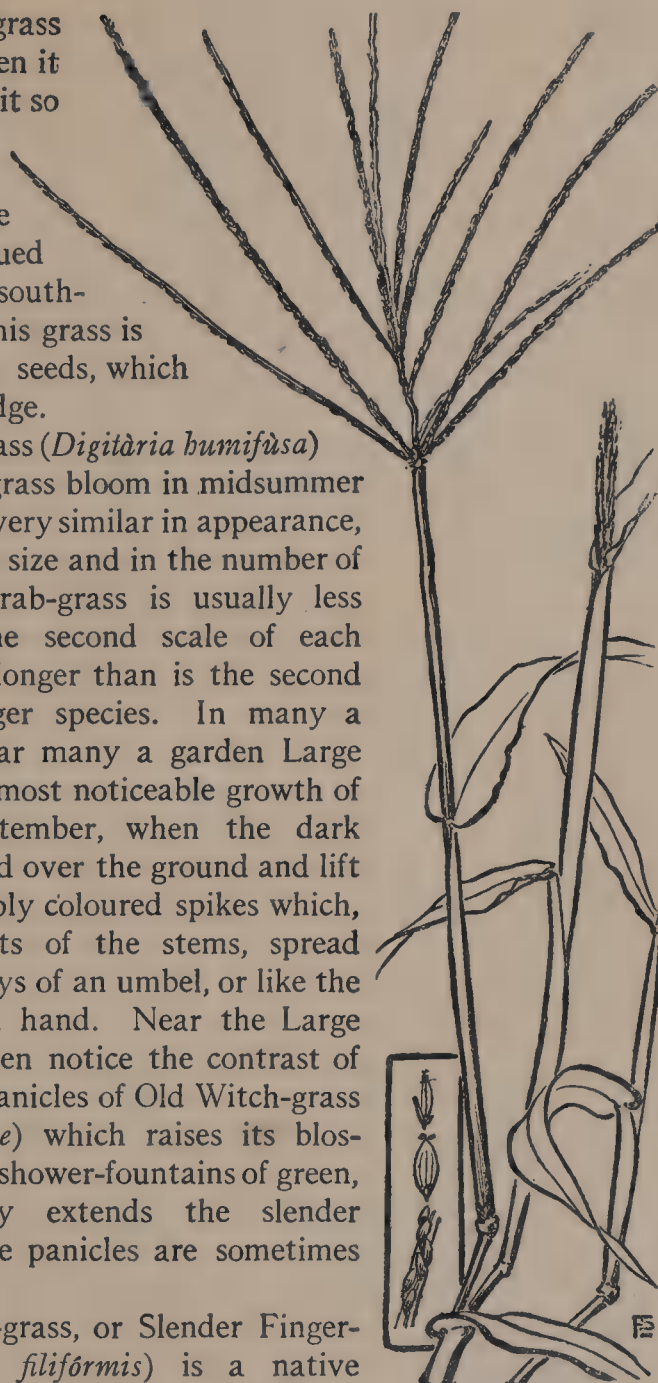 grass
en it
it so
e
ued
south-
his grass is
seeds, which
dge.
ass (Digitària humifùsa)
grass bloom in midsummer
very similar in appearance,
size and in the number of
rab-grass is usually less
ne second scale of each
longer than is the second
ger species. In many a
ar many a garden Large
most noticeable growth of
tember, when the dark
d over the ground and lift
ply coloured spikes which,
ts of the stems, spread
ys of an umbel, or like the
hand. Near the Large
en notice the contrast of
anicles of Old Witch-grass
e) which raises its blos-
shower-fountains of green,
y extends the slender
e panicles are sometimes
-grass, or Slender Finger-
filifórmis) is a native